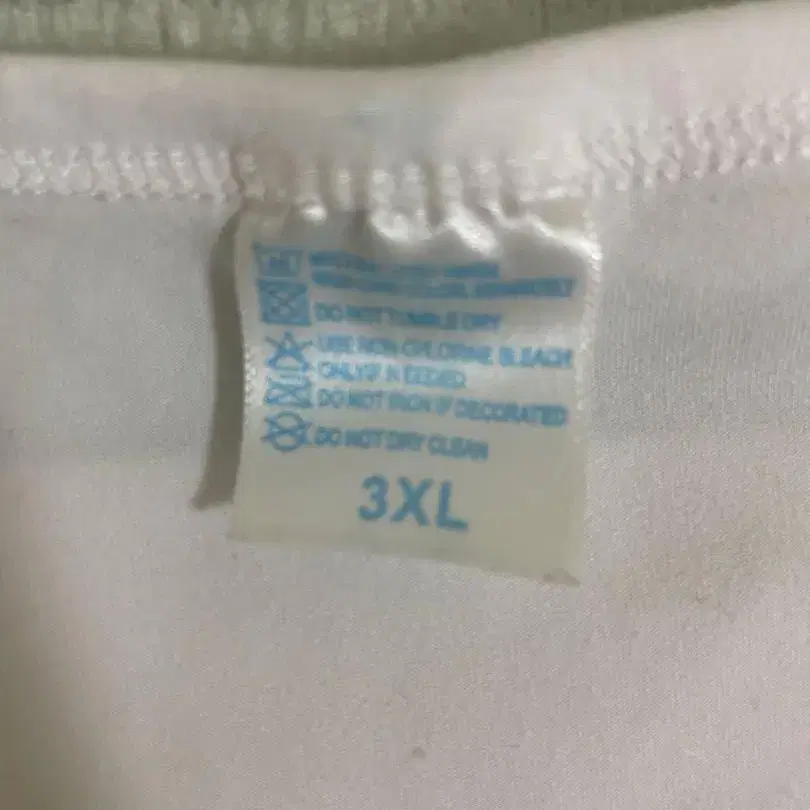 DO NOT TUMBLE DRY
USE NON-CHLORINE BLEACH
ONLY IF NEEDED
DO NOT IRON IF DECORATED
DO NOT DRY CLEAN
3XL